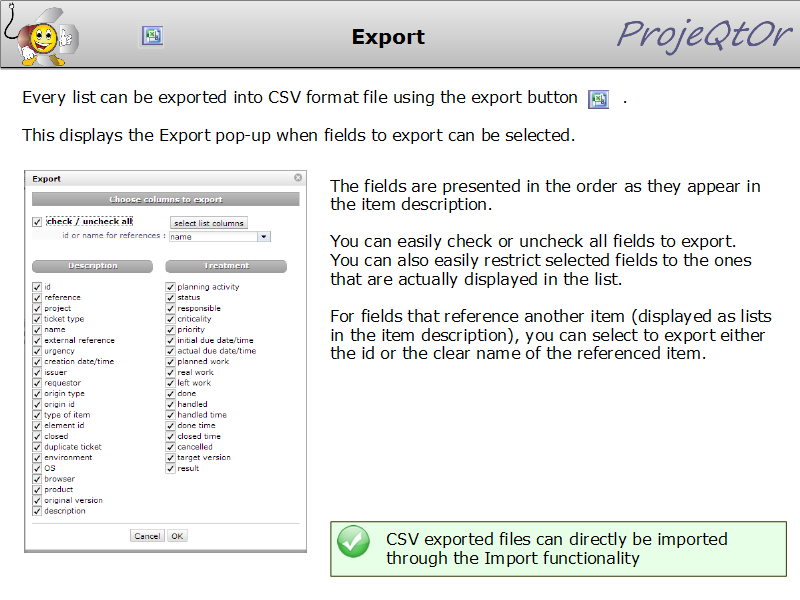 Export
ProjeQtOr
Every list can be exported into CSV format file using the export button .
This displays the Export pop-up when fields to export can be selected.
Export
Choose columns to export
check / uncheck all
select list columns
id or name for references :
name
Description
id
reference
project
ticket type
name
external reference
urgency
creation date/time
issuer
requestor
origin type
origin id
type of item
element id
closed
duplicate ticket
environment
OS
browser
product
original version
description
Treatment
planning activity
status
responsible
criticality
priority
initial due date/time
actual due date/time
planned work
real work
left work
done
handled
handled time
done time
closed time
cancelled
target version
result
Cancel
OK
The fields are presented in the order as they appear in
the item description.
You can easily check or uncheck all fields to export.
You can also easily restrict selected fields to the ones
that are actually displayed in the list.
For fields that reference another item (displayed as lists
in the item description), you can select to export either
the id or the clear name of the referenced item.
CSV exported files can directly be imported
through the Import functionality